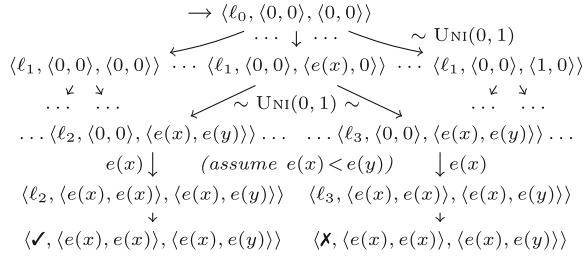 → ⟨ℓ₀, ⟨0, 0⟩, ⟨0, 0⟩⟩
··· ↓ ··· ∼ UNI(0, 1)
⟨ℓ₁, ⟨0, 0⟩, ⟨0, 0⟩⟩ ··· ⟨ℓ₁, ⟨0, 0⟩, ⟨e(x), 0⟩⟩ ··· ⟨ℓ₁, ⟨0, 0⟩, ⟨1, 0⟩⟩
··· ··· ∼ UNI(0, 1) ∼ ··· ···
··· ⟨ℓ₂, ⟨0, 0⟩, ⟨e(x), e(y)⟩⟩ ··· ··· ⟨ℓ₃, ⟨0, 0⟩, ⟨e(x), e(y)⟩⟩ ···
e(x) ↓ (assume e(x) < e(y)) ↓ e(x)
⟨ℓ₂, ⟨e(x), e(x)⟩, ⟨e(x), e(y)⟩⟩ ⟨ℓ₃, ⟨e(x), e(x)⟩, ⟨e(x), e(y)⟩⟩
⟨✓, ⟨e(x), e(x)⟩, ⟨e(x), e(y)⟩⟩ ⟨✗, ⟨e(x), e(x)⟩, ⟨e(x), e(y)⟩⟩